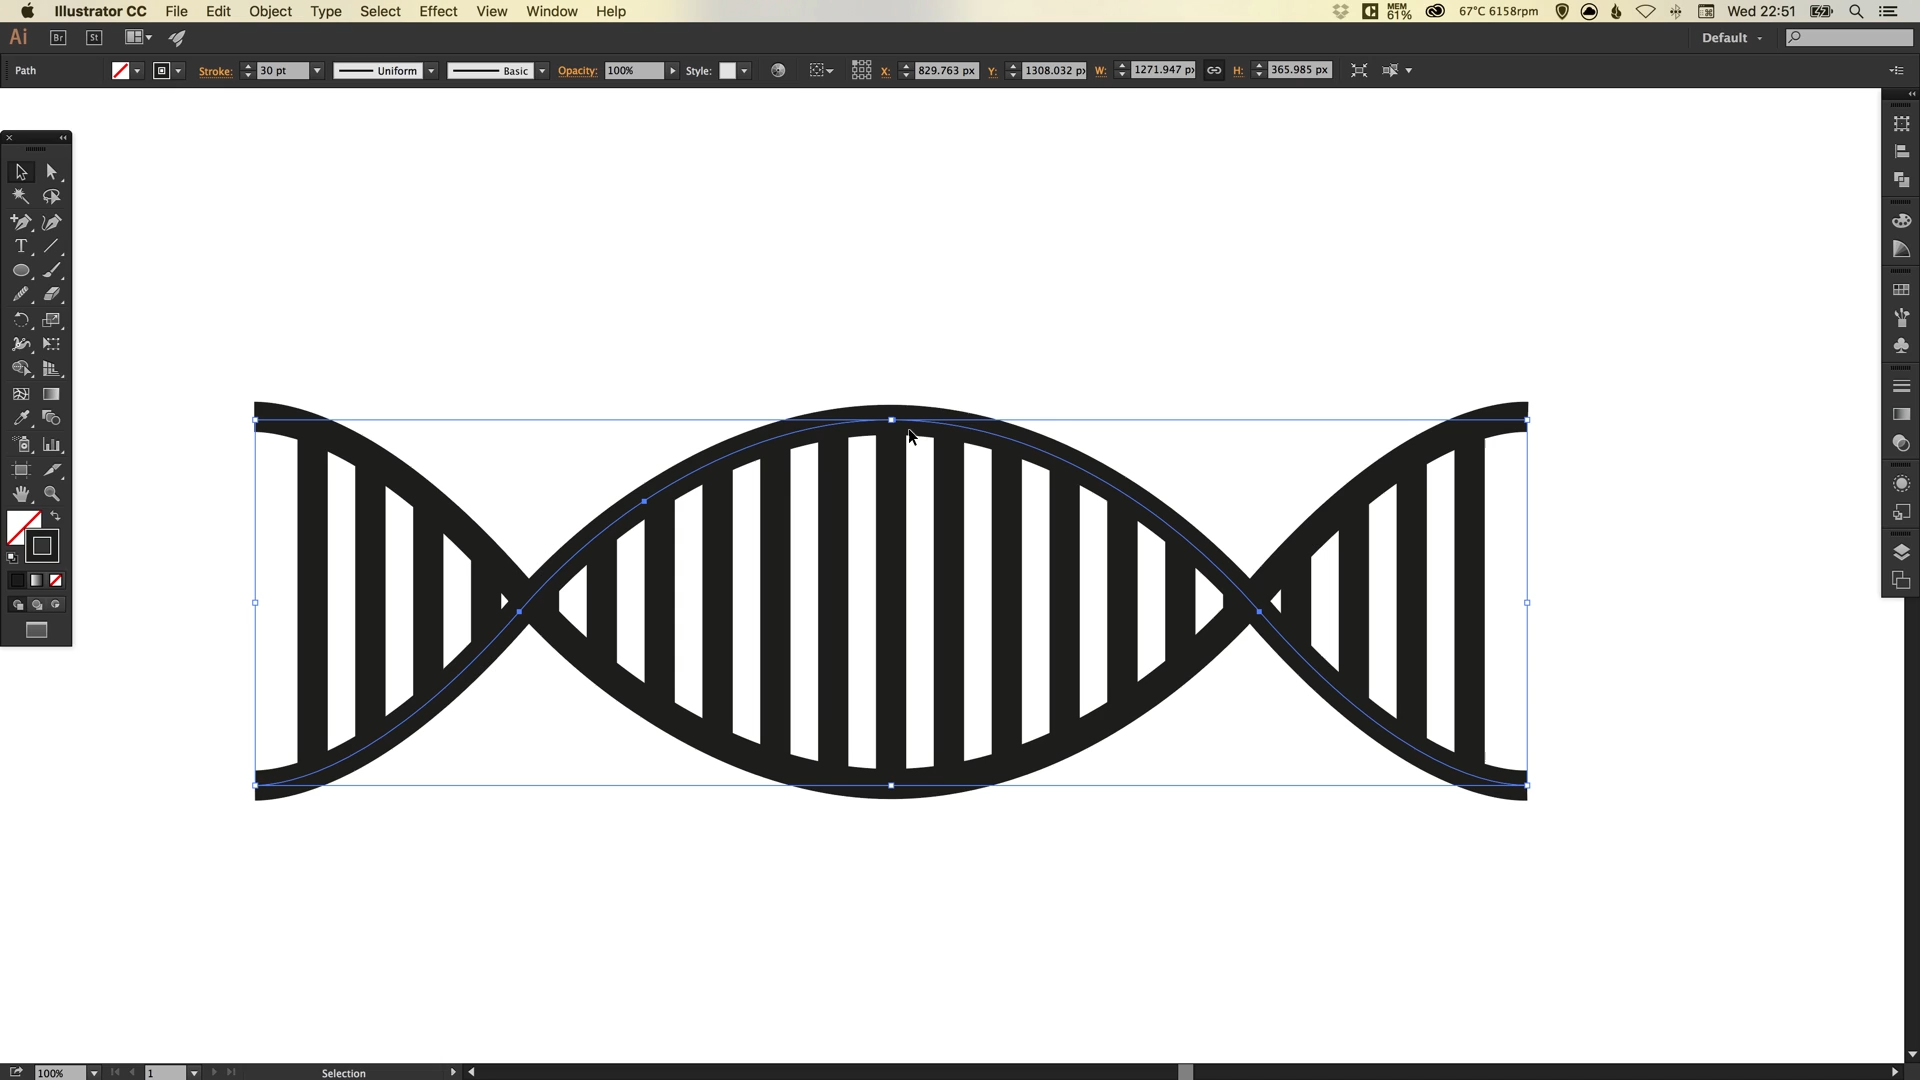 Illustrator CC File Edit Object Type Select Effect View Window Help MEM 61% 67°C 6158rpm Wed 22:51
Ai Br St Default
Path Stroke: 30 pt Uniform Basic Opacity: 100% Style: X: 829.763 px Y: 1308.032 px W: 1271.947 px H: 365.985 px
T
100% 1 Selection